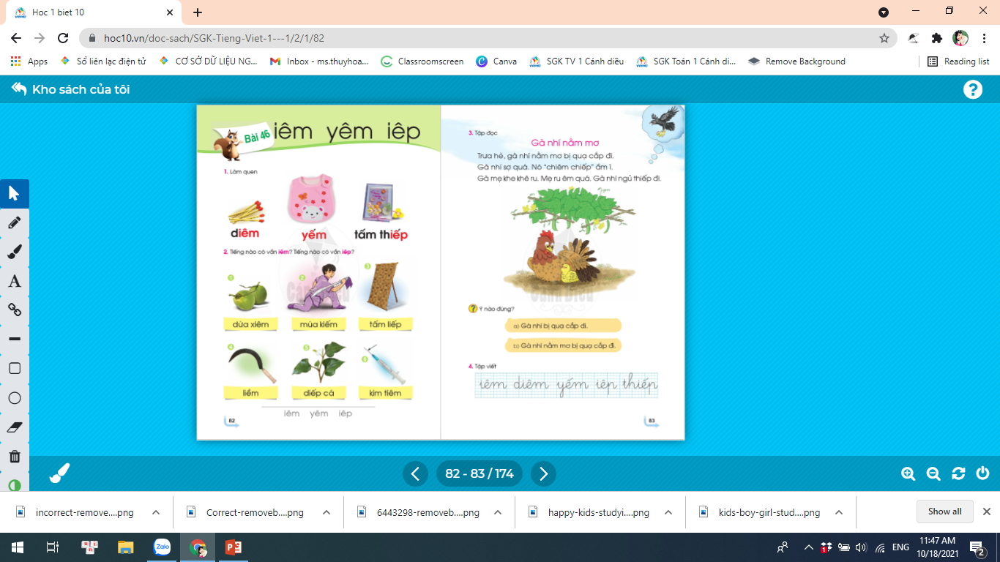 Hoc 1 biet 10
hoc10.vn/doc-sach/SGK-Tieng-Viet-1---1/2/1/82
Apps Sổ liên lạc điện tử CƠ SỞ DỮ LIỆU NG... Inbox - ms.thuyhoa... Classroomscreen Canva SGK TV 1 Cánh diều SGK Toán 1 Cánh di... Remove Background Reading list
Kho sách của tôi
Bài 46 iêm yêm iêp
1. Làm quen
diêm yếm tấm thiếp
2. Tiếng nào có vần iêm? Tiếng nào có vần iêp?
1 2 3
dừa xiêm múa kiếm tấm liếp
4 5 6
liềm diếp cá kim tiêm
iêm yêm iêp
82
3. Tập đọc
Gà nhí nằm mơ
Trưa hè, gà nhí nằm mơ bị quạ cắp đi.
Gà nhí sợ quá. Nó "chiêm chiếp" ầm ĩ.
Gà mẹ khe khẽ ru. Mẹ ru êm quá. Gà nhí ngủ thiếp đi.
Cánh Diều Cánh Diều
? Ý nào đúng?
a) Gà nhí bị quạ cắp đi.
b) Gà nhí nằm mơ bị quạ cắp đi.
4. Tập viết
iêm diêm yếm iêp thiếp
83
82 - 83 / 174
incorrect-remove....png Correct-removeb....png 6443298-removeb....png happy-kids-studyi....png kids-boy-girl-stud....png Show all
Zalo ENG 11:47 AM
10/18/2021 2